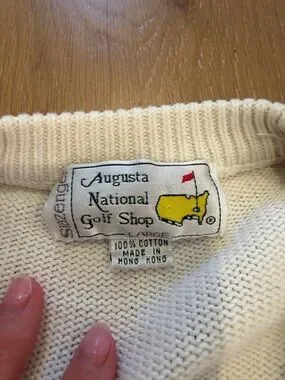 Slazenger
Augusta
National
Golf Shop
®
LARGE
100% COTTON
MADE IN
HONG KONG